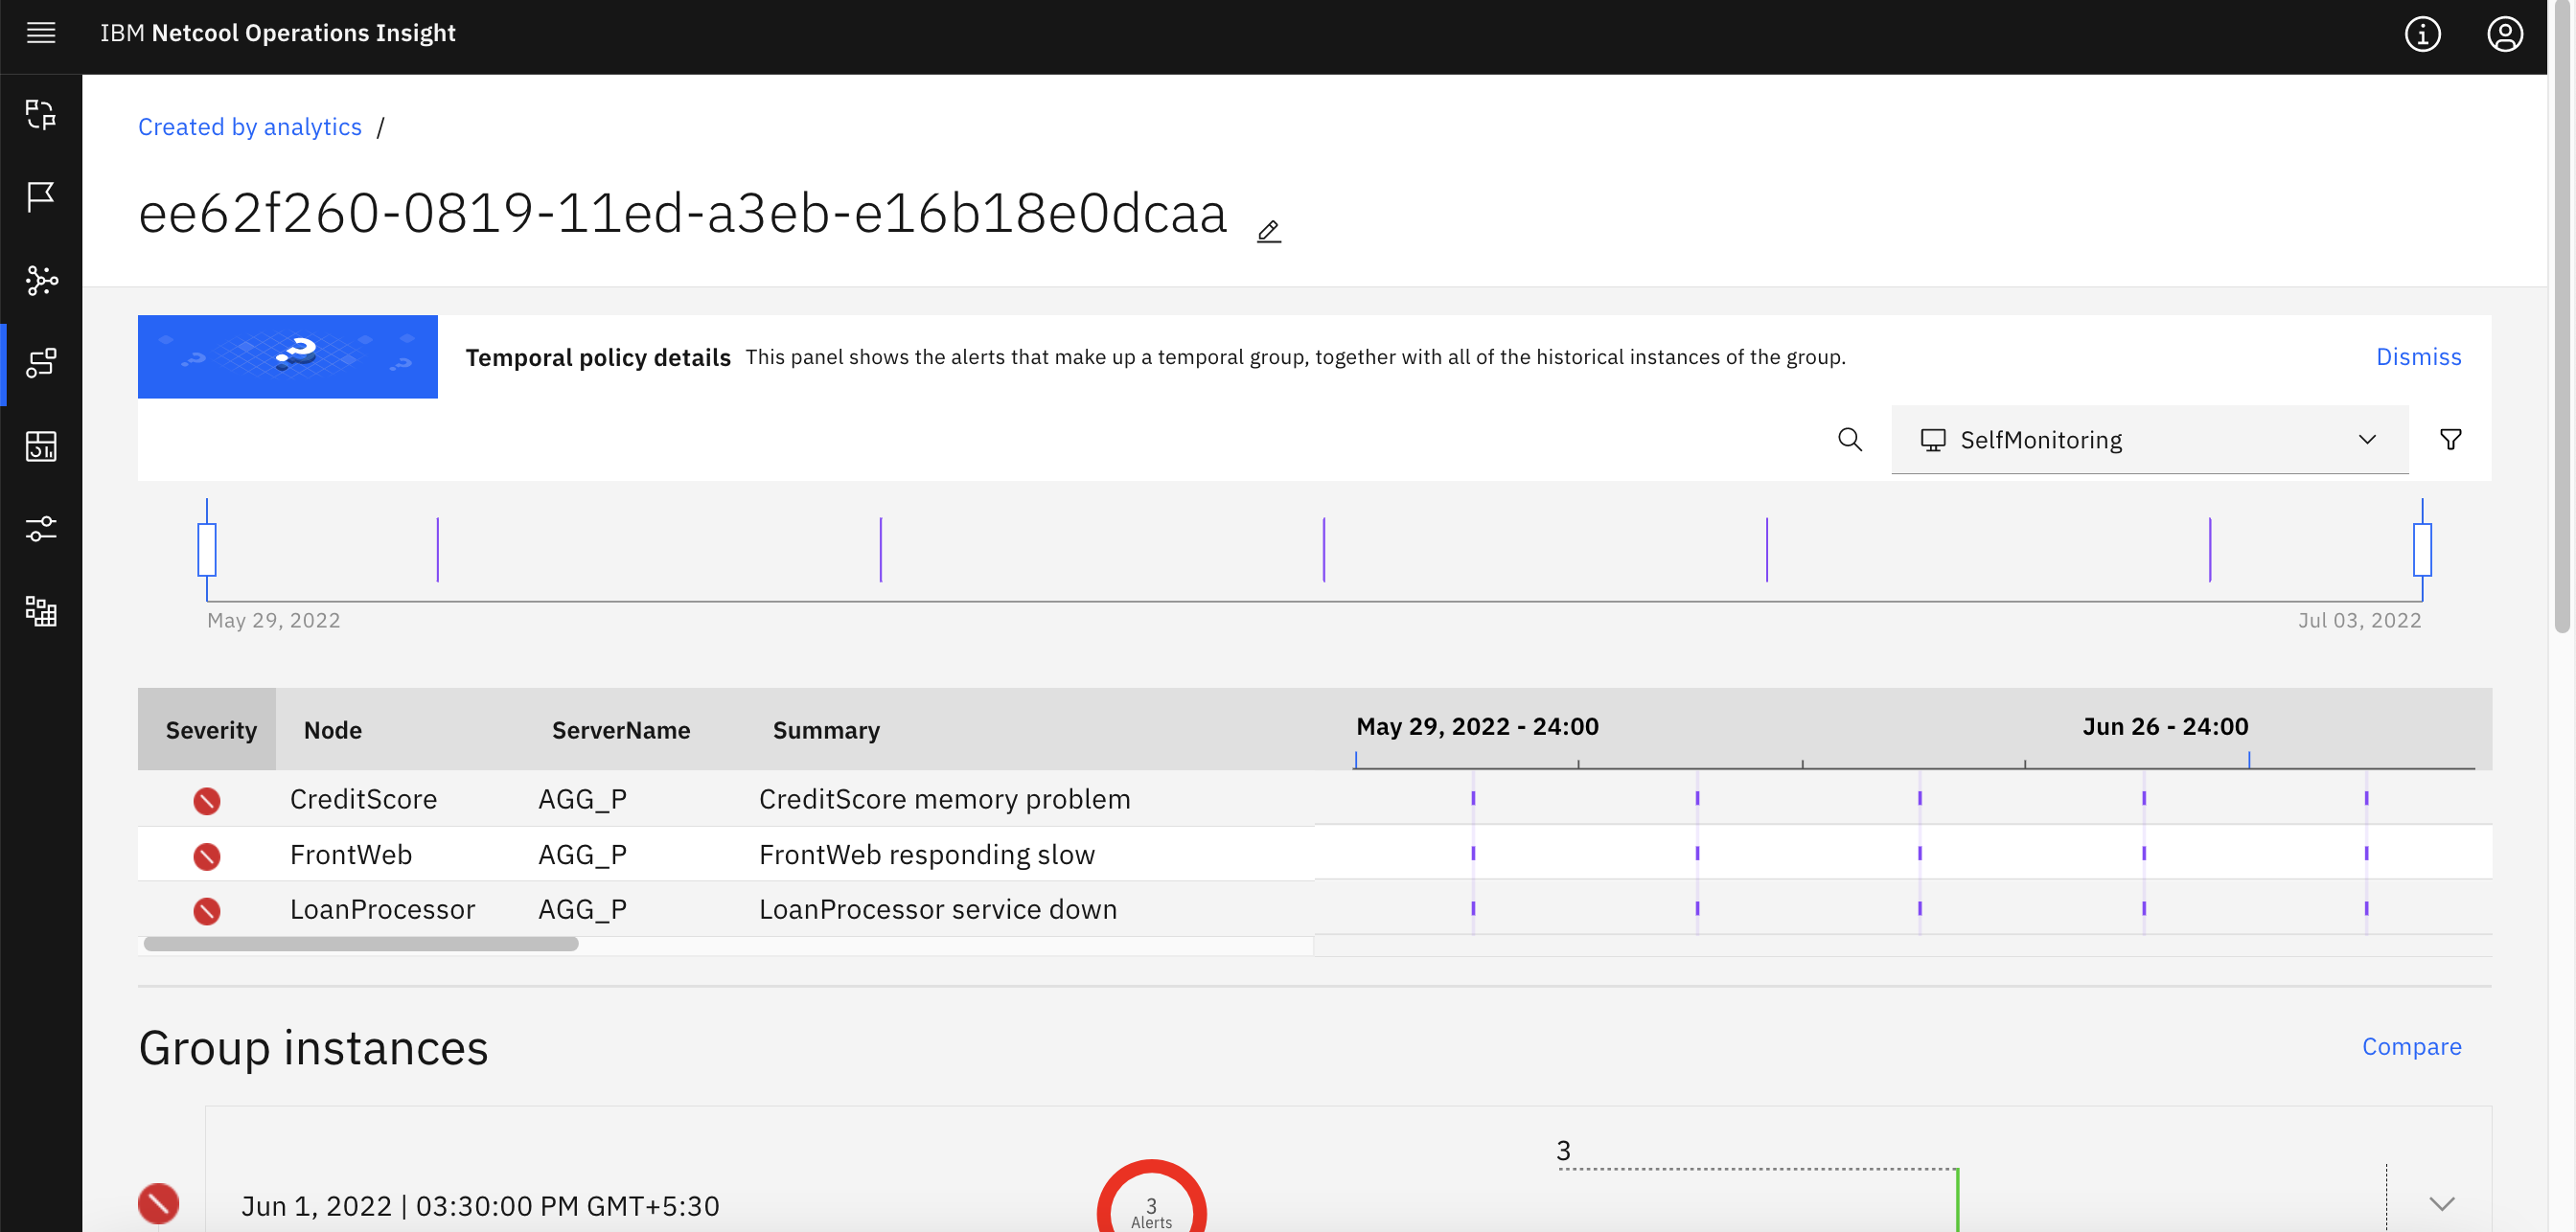 IBM Netcool Operations Insight
Created by analytics /
ee62f260-0819-11ed-a3eb-e16b18e0dcaa
Temporal policy details This panel shows the alerts that make up a temporal group, together with all of the historical instances of the group.
Dismiss
SelfMonitoring
May 29, 2022
Jul 03, 2022
Severity Node ServerName Summary May 29, 2022 - 24:00 Jun 26 - 24:00
CreditScore AGG_P CreditScore memory problem
FrontWeb AGG_P FrontWeb responding slow
LoanProcessor AGG_P LoanProcessor service down
Group instances
Compare
3
Jun 1, 2022 | 03:30:00 PM GMT+5:30
3
Alerts